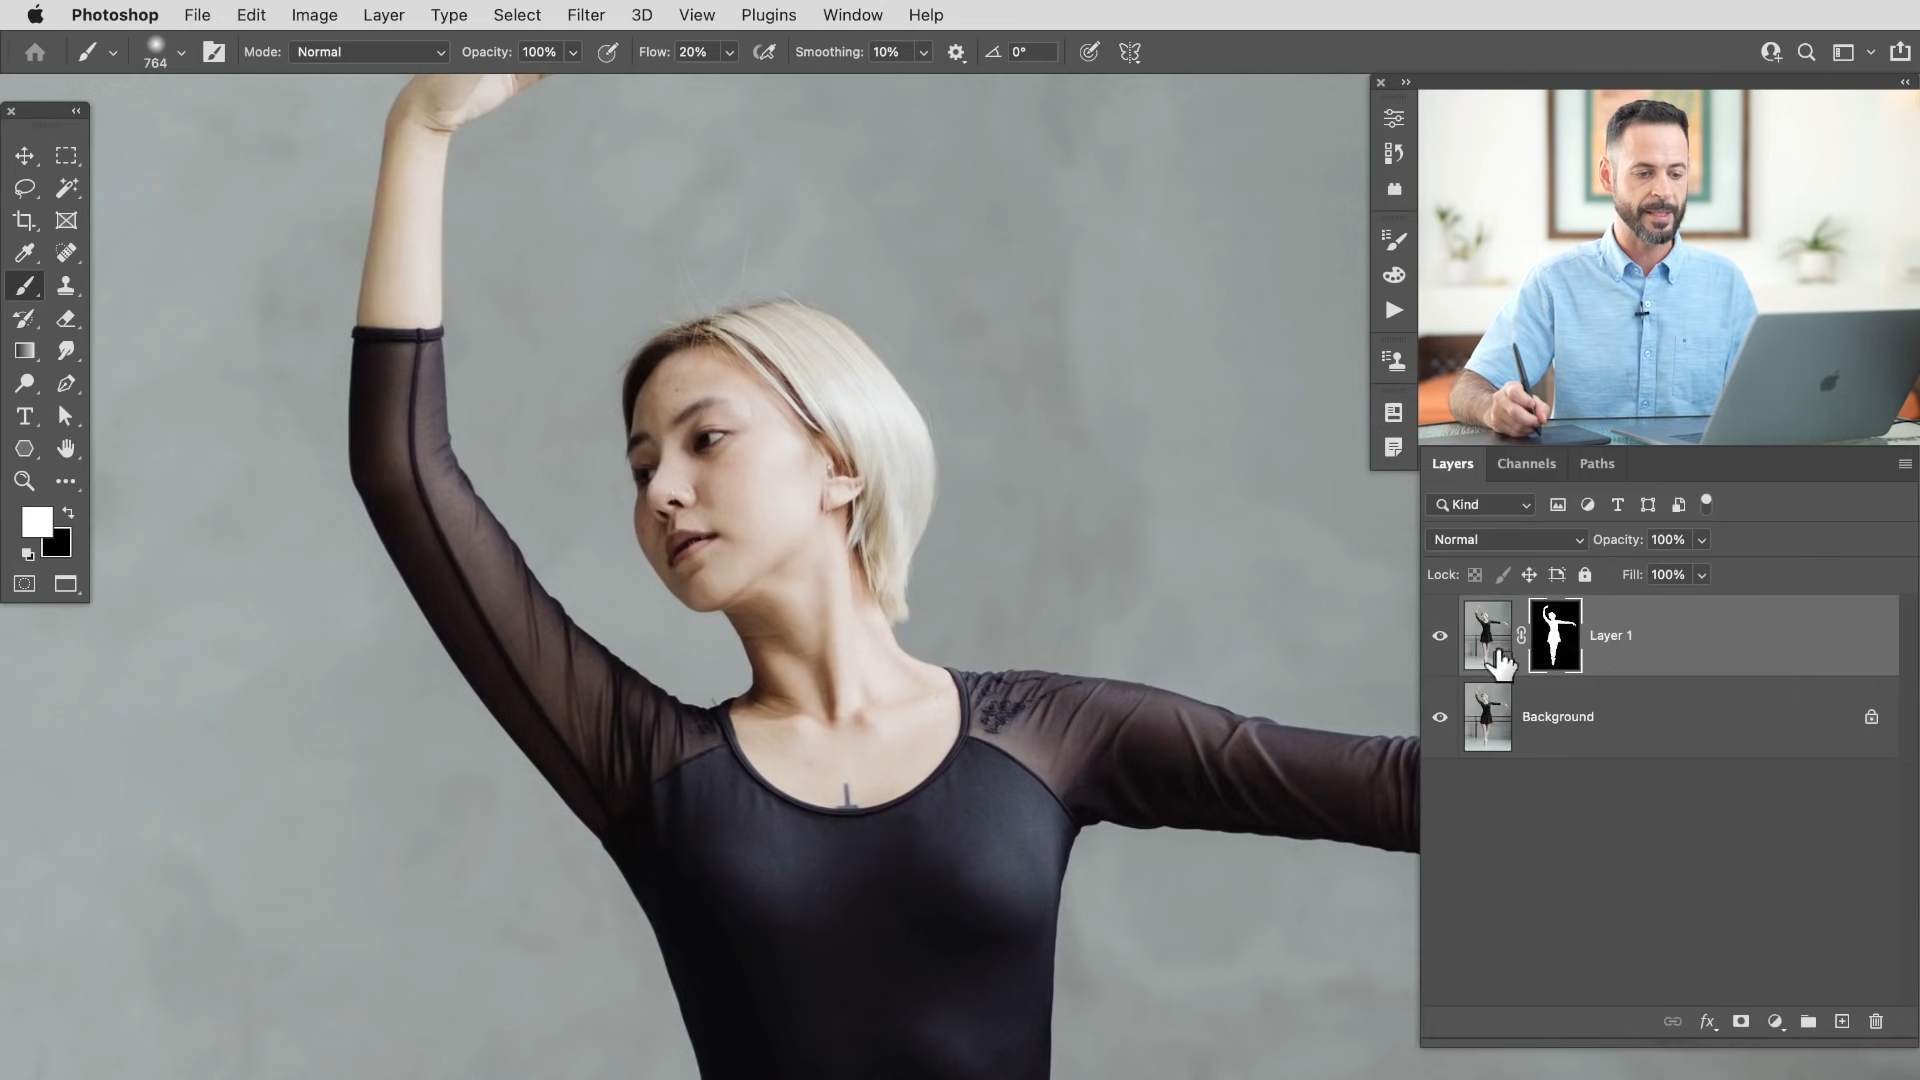 Photoshop File Edit Image Layer Type Select Filter 3D View Plugins Window Help
764 Mode: Normal Opacity: 100% Flow: 20% Smoothing: 10% 0°
Layers Channels Paths
Kind
Normal Opacity: 100%
Lock: Fill: 100%
Layer 1
Background
fx